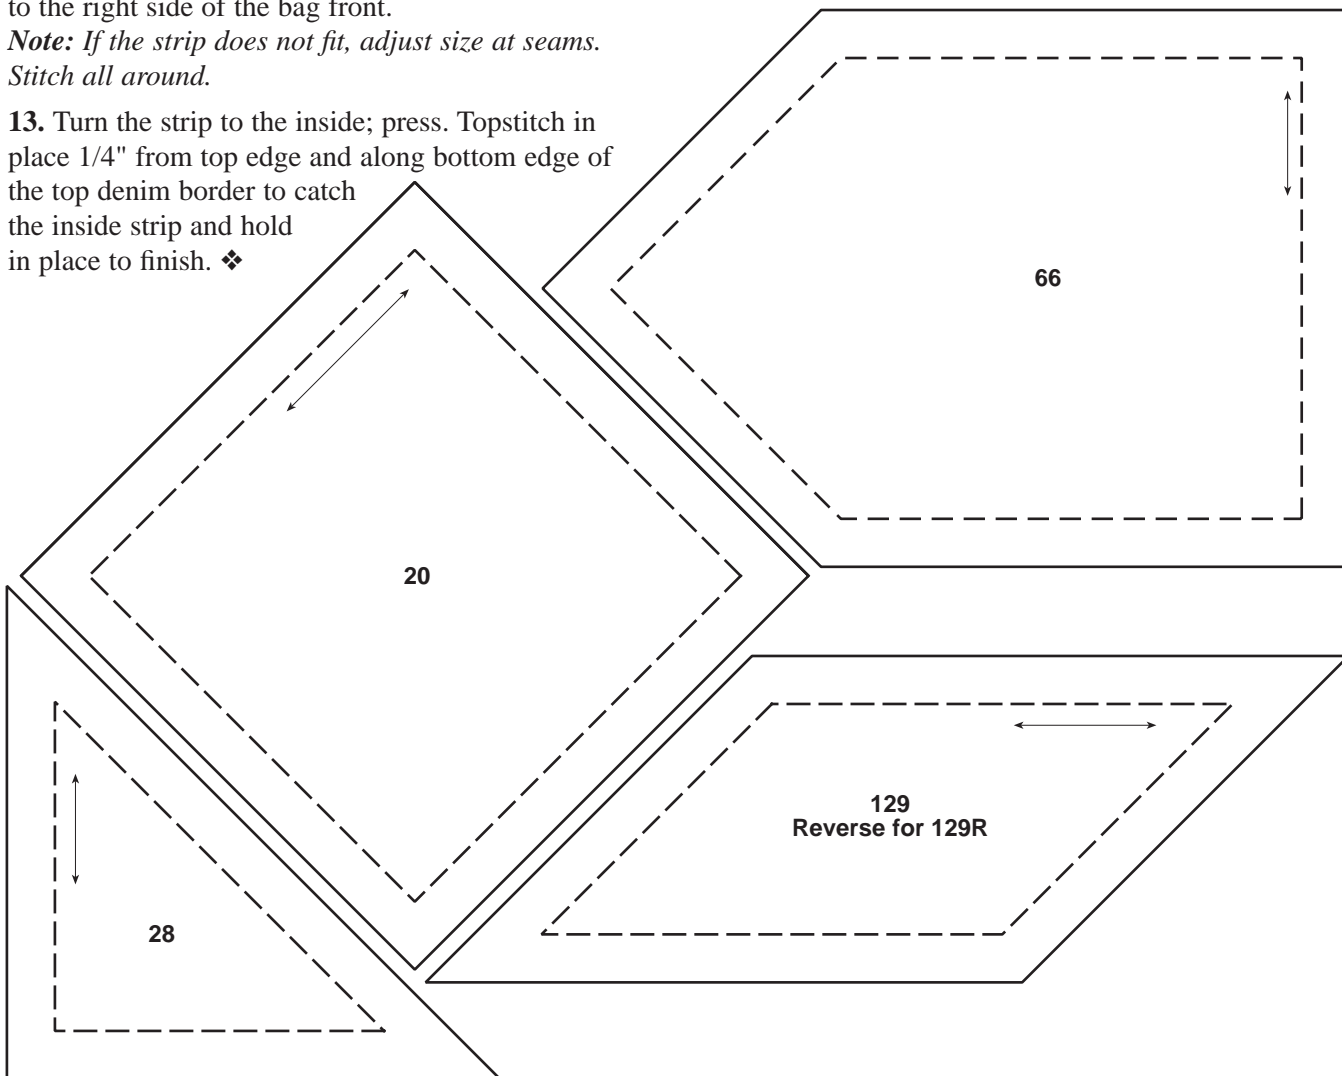 to the right side of the bag front.
Note: If the strip does not fit, adjust size at seams.
Stitch all around.
13. Turn the strip to the inside; press. Topstitch in
place 1/4" from top edge and along bottom edge of
the top denim border to catch
the inside strip and hold
in place to finish. ❖
66
20
129
Reverse for 129R
28